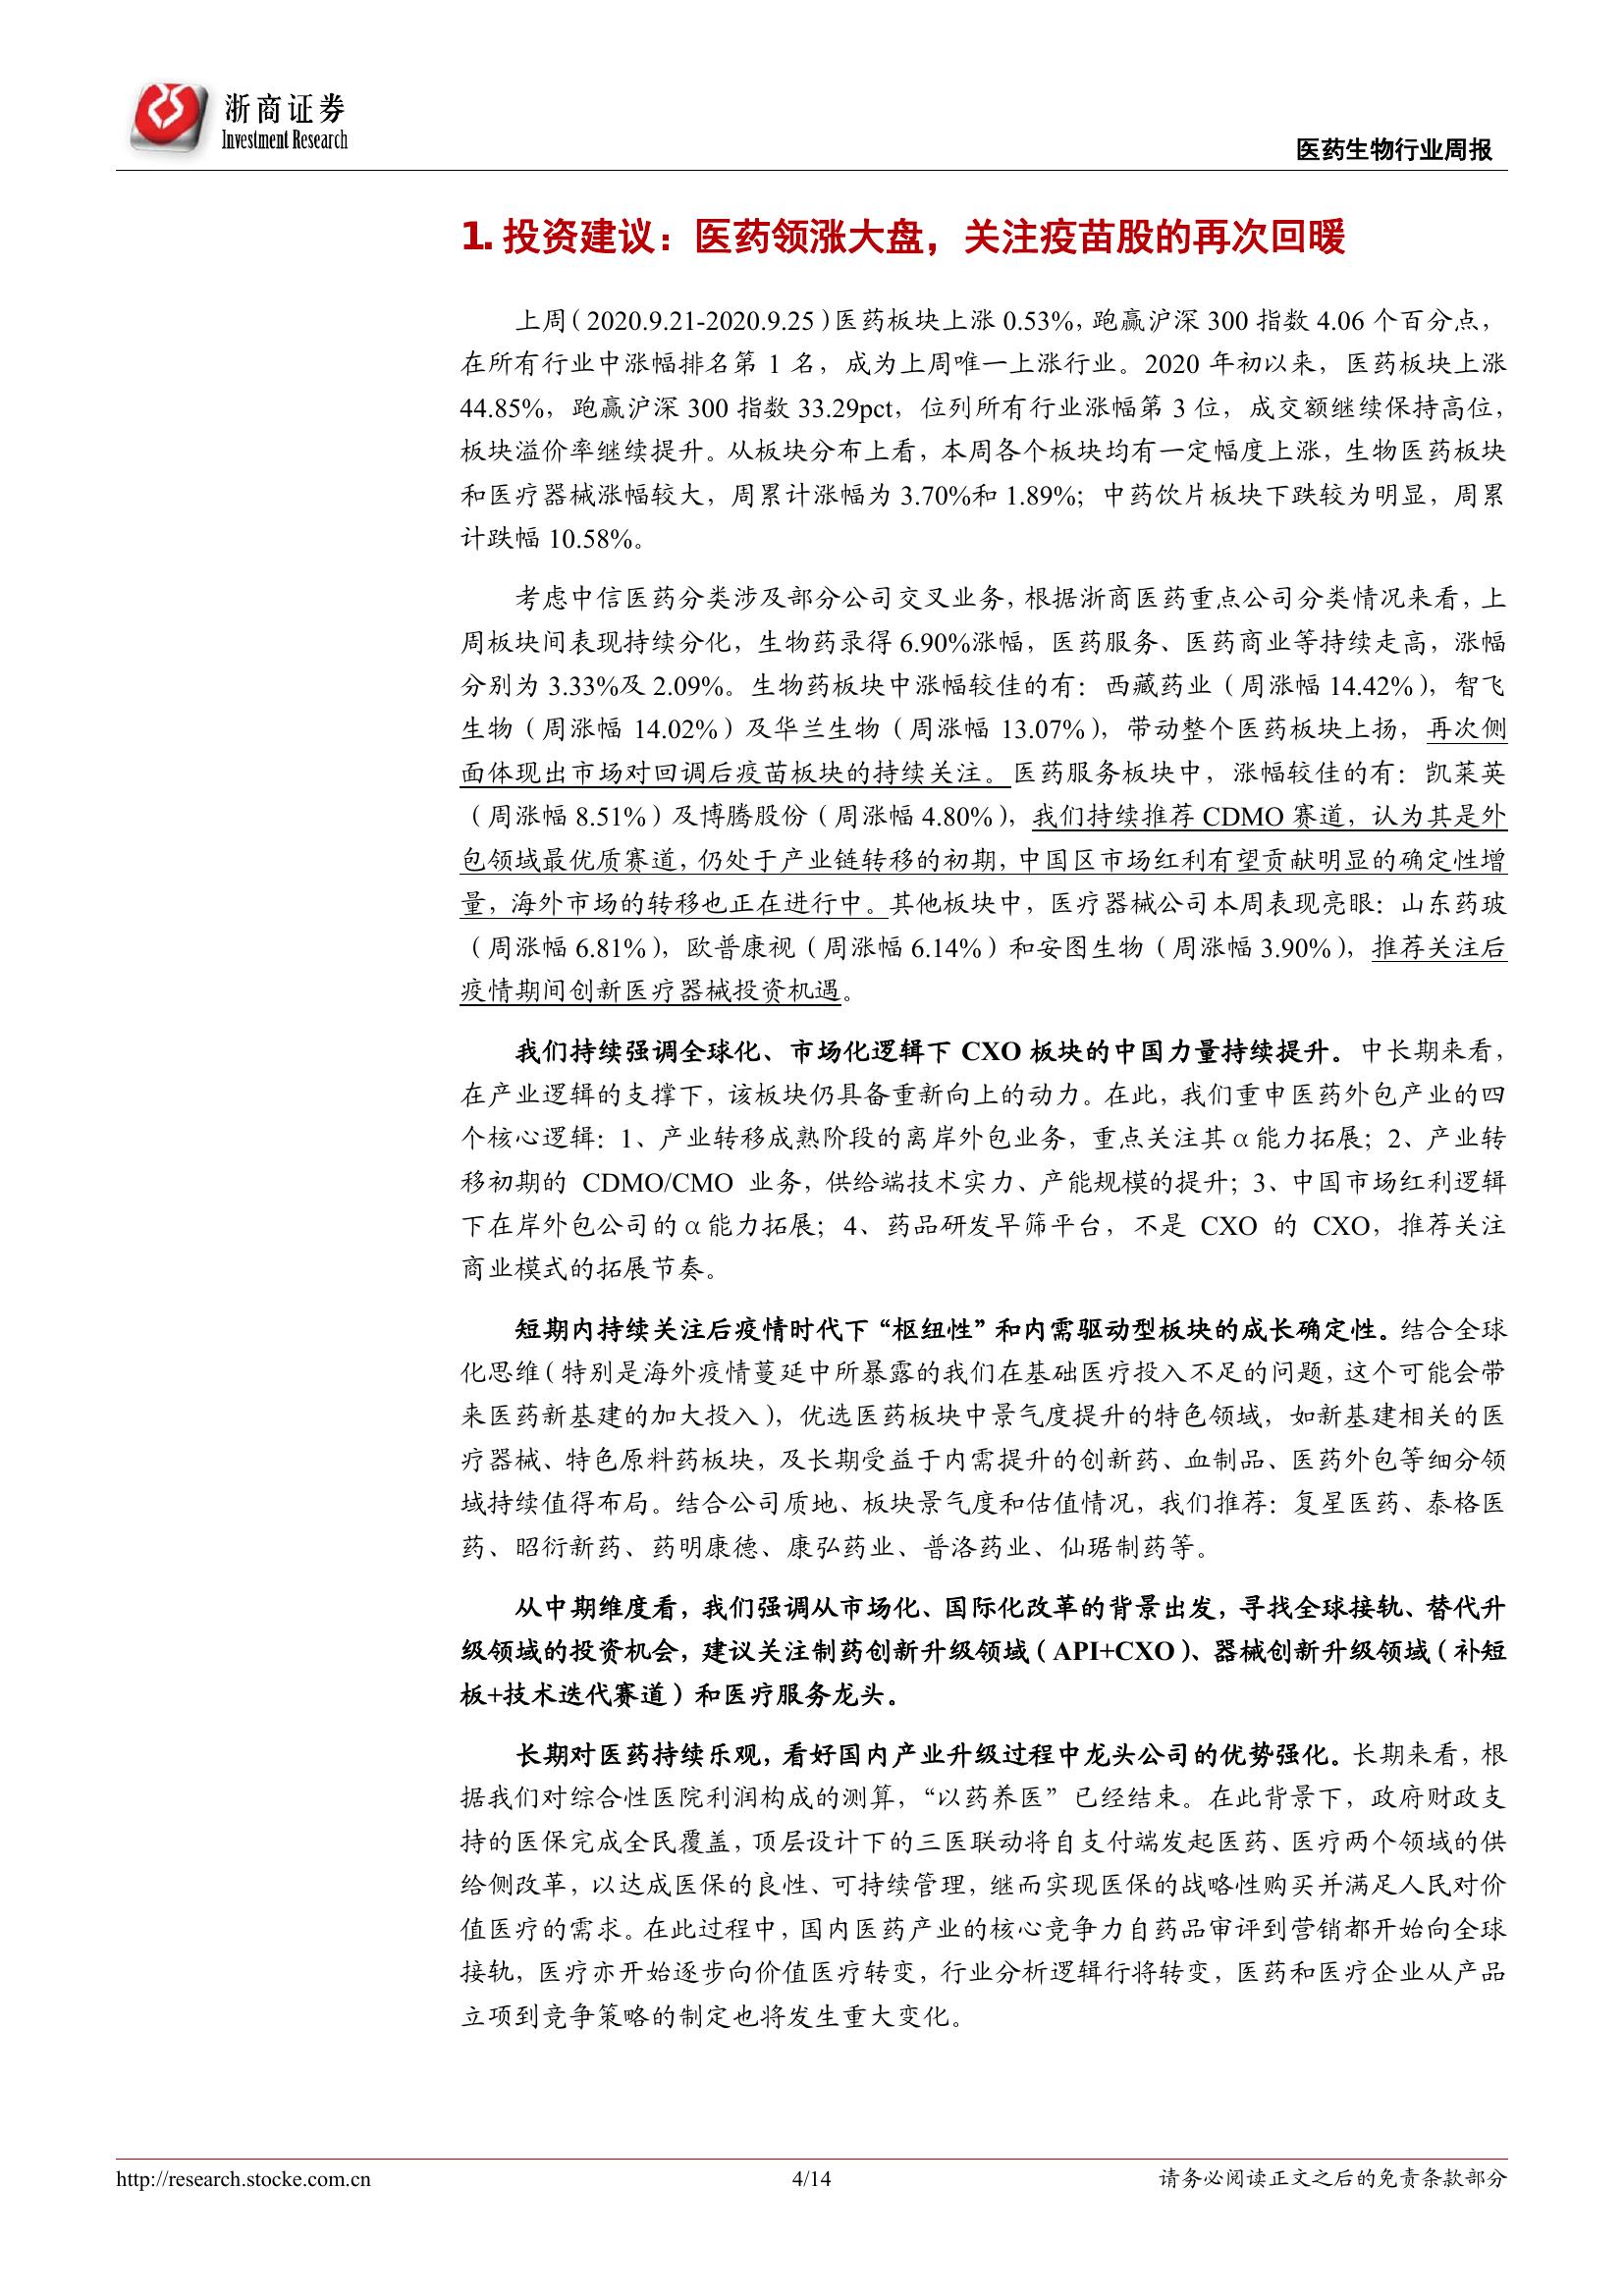 浙商证券
Investment Research
医药生物行业周报
1. 投资建议：医药领涨大盘，关注疫苗股的再次回暖
上周（2020.9.21-2020.9.25）医药板块上涨 0.53%，跑赢沪深 300 指数 4.06 个百分点，
在所有行业中涨幅排名第 1 名，成为上周唯一上涨行业。2020 年初以来，医药板块上涨
44.85%，跑赢沪深 300 指数 33.29pct，位列所有行业涨幅第 3 位，成交额继续保持高位，
板块溢价率继续提升。从板块分布上看，本周各个板块均有一定幅度上涨，生物医药板块
和医疗器械涨幅较大，周累计涨幅为 3.70%和 1.89%；中药饮片板块下跌较为明显，周累
计跌幅 10.58%。
考虑中信医药分类涉及部分公司交叉业务，根据浙商医药重点公司分类情况来看，上
周板块间表现持续分化，生物药录得 6.90%涨幅，医药服务、医药商业等持续走高，涨幅
分别为 3.33%及 2.09%。生物药板块中涨幅较佳的有：西藏药业（周涨幅 14.42%），智飞
生物（周涨幅 14.02%）及华兰生物（周涨幅 13.07%），带动整个医药板块上扬，再次侧
面体现出市场对回调后疫苗板块的持续关注。医药服务板块中，涨幅较佳的有：凯莱英
（周涨幅 8.51%）及博腾股份（周涨幅 4.80%），我们持续推荐 CDMO 赛道，认为其是外
包领域最优质赛道，仍处于产业链转移的初期，中国区市场红利有望贡献明显的确定性增
量，海外市场的转移也正在进行中。其他板块中，医疗器械公司本周表现亮眼：山东药玻
（周涨幅 6.81%），欧普康视（周涨幅 6.14%）和安图生物（周涨幅 3.90%），推荐关注后
疫情期间创新医疗器械投资机遇。
我们持续强调全球化、市场化逻辑下 CXO 板块的中国力量持续提升。中长期来看，
在产业逻辑的支撑下，该板块仍具备重新向上的动力。在此，我们重申医药外包产业的四
个核心逻辑：1、产业转移成熟阶段的离岸外包业务，重点关注其α能力拓展；2、产业转
移初期的 CDMO/CMO 业务，供给端技术实力、产能规模的提升；3、中国市场红利逻辑
下在岸外包公司的α能力拓展；4、药品研发早筛平台，不是 CXO 的 CXO，推荐关注
商业模式的拓展节奏。
短期内持续关注后疫情时代下“枢纽性”和内需驱动型板块的成长确定性。结合全球
化思维（特别是海外疫情蔓延中所暴露的我们在基础医疗投入不足的问题，这个可能会带
来医药新基建的加大投入），优选医药板块中景气度提升的特色领域，如新基建相关的医
疗器械、特色原料药板块，及长期受益于内需提升的创新药、血制品、医药外包等细分领
域持续值得布局。结合公司质地、板块景气度和估值情况，我们推荐：复星医药、泰格医
药、昭衍新药、药明康德、康弘药业、普洛药业、仙琚制药等。
从中期维度看，我们强调从市场化、国际化改革的背景出发，寻找全球接轨、替代升
级领域的投资机会，建议关注制药创新升级领域（API+CXO）、器械创新升级领域（补短
板+技术迭代赛道）和医疗服务龙头。
长期对医药持续乐观，看好国内产业升级过程中龙头公司的优势强化。长期来看，根
据我们对综合性医院利润构成的测算，“以药养医”已经结束。在此背景下，政府财政支
持的医保完成全民覆盖，顶层设计下的三医联动将自支付端发起医药、医疗两个领域的供
给侧改革，以达成医保的良性、可持续管理，继而实现医保的战略性购买并满足人民对价
值医疗的需求。在此过程中，国内医药产业的核心竞争力自药品审评到营销都开始向全球
接轨，医疗亦开始逐步向价值医疗转变，行业分析逻辑行将转变，医药和医疗企业从产品
立项到竞争策略的制定也将发生重大变化。
http://research.stocke.com.cn
4/14
请务必阅读正文之后的免责条款部分